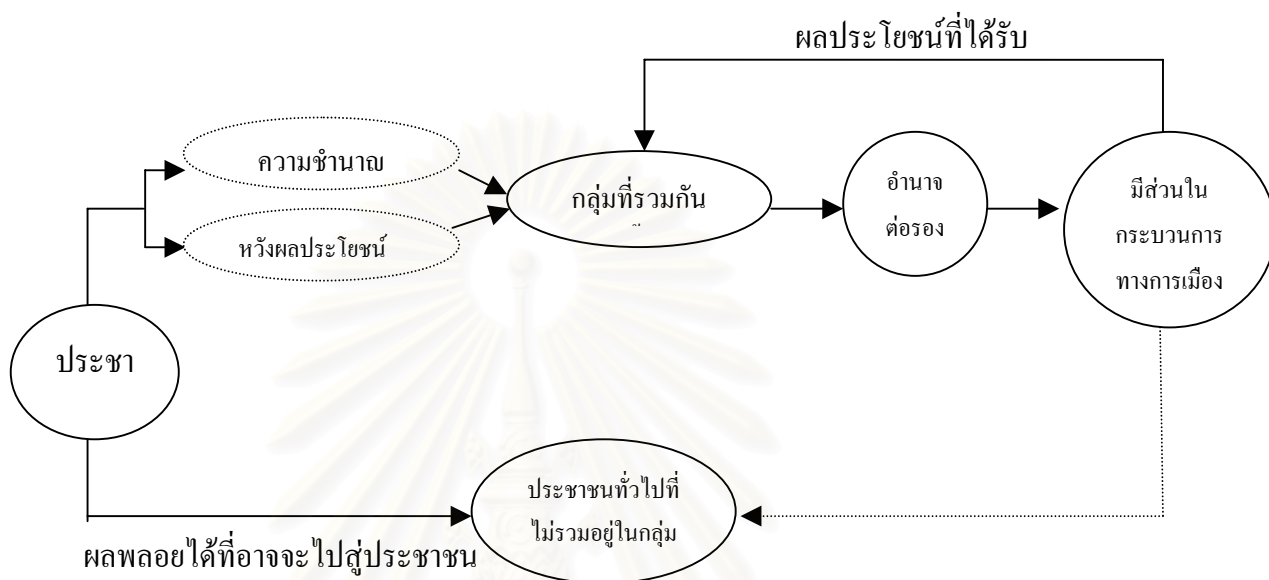 ผลประโยชน์ที่ได้รับ
ความชำนาญ
หวังผลประโยชน์
กลุ่มที่รวมกัน
อำนาจ
ต่อรอง
มีส่วนใน
กระบวนการ
ทางการเมือง
ประชา
ประชาชนทั่วไปที่
ไม่รวมอยู่ในกลุ่ม
ผลพลอยได้ที่อาจจะไปสู่ประชาชน